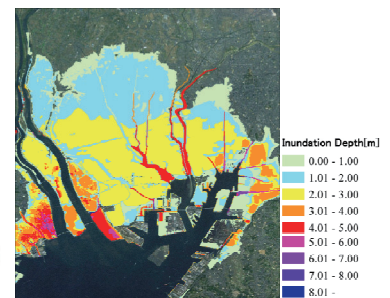 Inundation Depth[m]
0.00 - 1.00
1.01 - 2.00
2.01 - 3.00
3.01 - 4.00
4.01 - 5.00
5.01 - 6.00
6.01 - 7.00
7.01 - 8.00
8.01 -